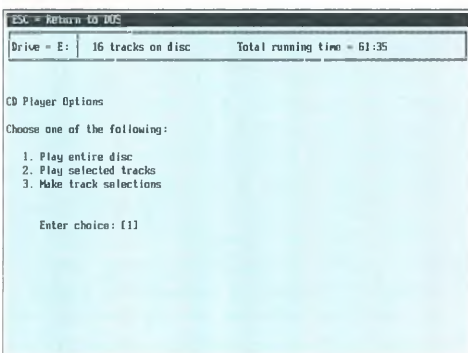 ESC = Return to DOS
Drive = E: 16 tracks on disc Total running time = 61:35
CD Player Options
Choose one of the following:
1. Play entire disc
2. Play selected tracks
3. Make track selections
Enter choice: [1]